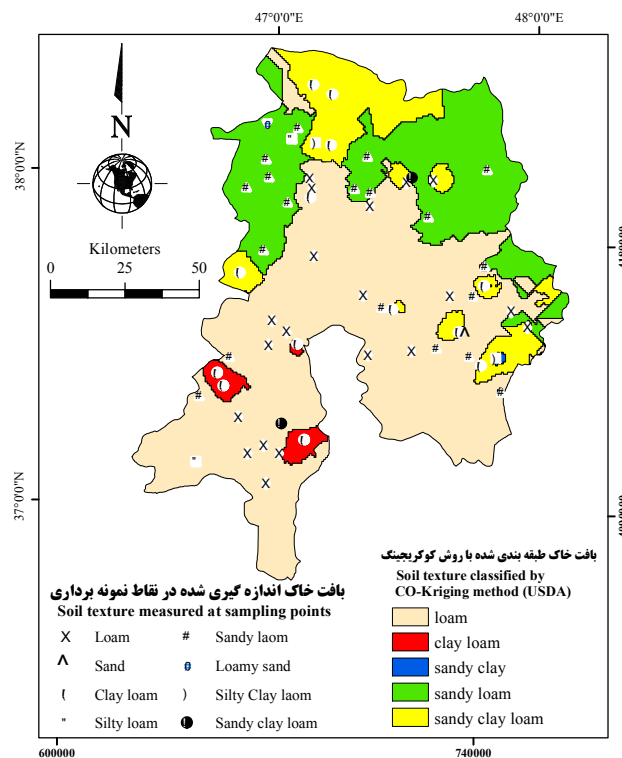 47°0'0"E
48°0'0"E
N
38°0'0"N
Kilometers
0 25 50
37°0'0"N
بافت خاک طبقه بندی شده با روش کوکریجینگ
Soil texture classified by
CO-Kriging method (USDA)
loam
clay loam
sandy clay
sandy loam
sandy clay loam
بافت خاک اندازه گیری شده در نقاط نمونه برداری
Soil texture measured at sampling points
Loam
Sandy laom
Sand
Loamy sand
Clay loam
Silty Clay laom
Silty loam
Sandy clay loam
600000
740000